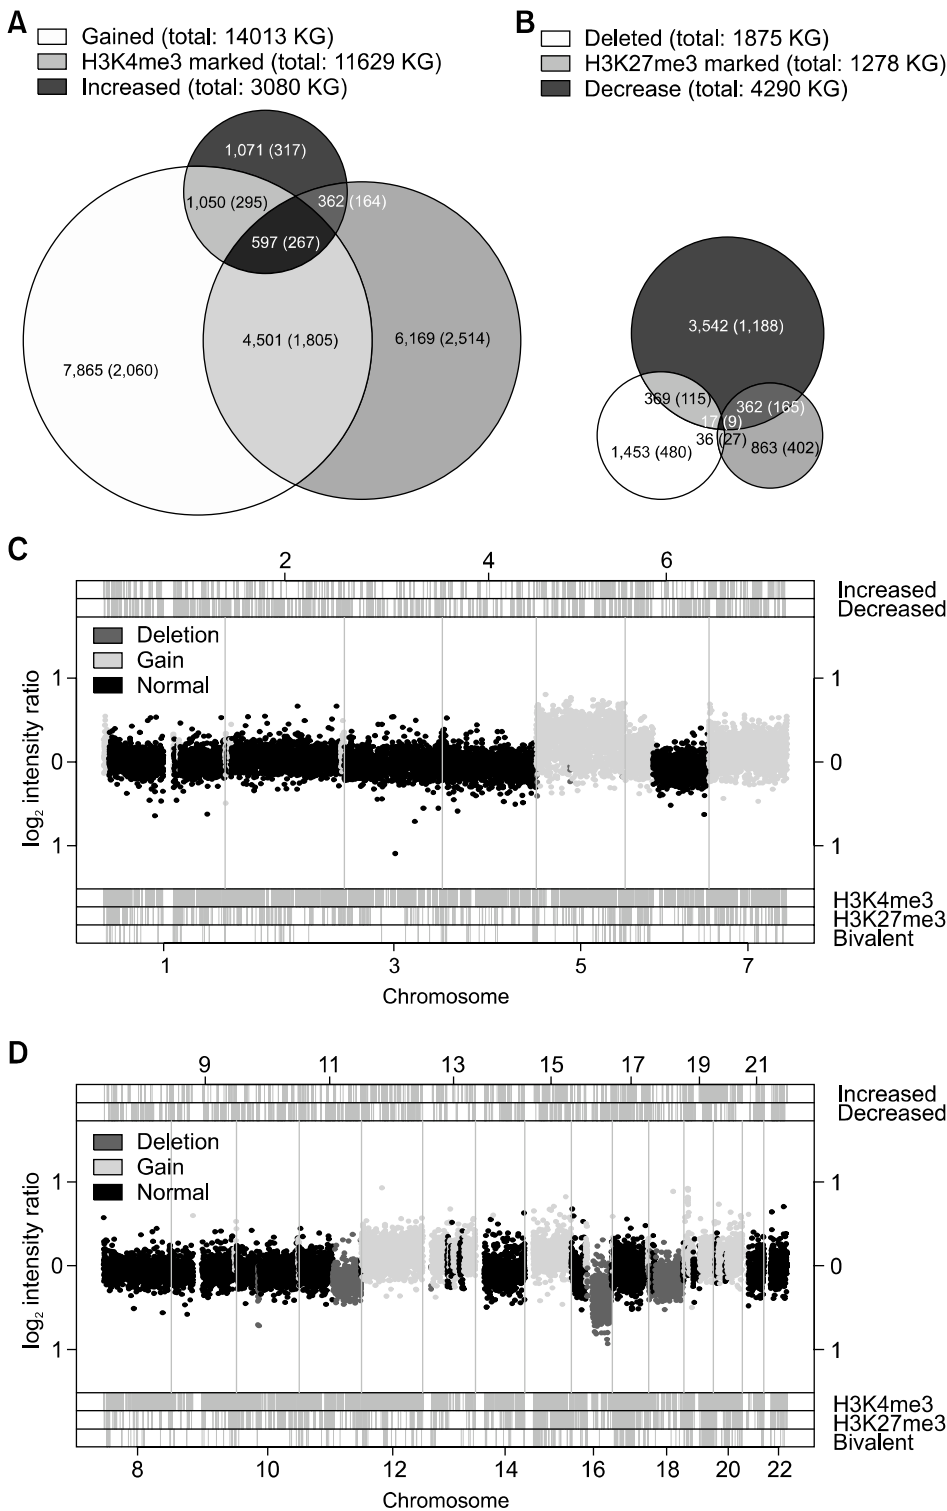 A
Gained (total: 14013 KG)
H3K4me3 marked (total: 11629 KG)
Increased (total: 3080 KG)
1,071 (317)
1,050 (295)
362 (164)
597 (267)
4,501 (1,805)
6,169 (2,514)
7,865 (2,060)
B
Deleted (total: 1875 KG)
H3K27me3 marked (total: 1278 KG)
Decrease (total: 4290 KG)
3,542 (1,188)
369 (115)
362 (165)
17 (9)
36 (27)
1,453 (480)
863 (402)
C
2 4 6
Increased
Decreased
Deletion
Gain
Normal
log2 intensity ratio
1 1
0 0
1 1
H3K4me3
H3K27me3
Bivalent
1 3 5 7
Chromosome
D
9 11 13 15 17 19 21
Increased
Decreased
Deletion
Gain
Normal
log2 intensity ratio
1 1
0 0
1 1
H3K4me3
H3K27me3
Bivalent
8 10 12 14 16 18 20 22
Chromosome